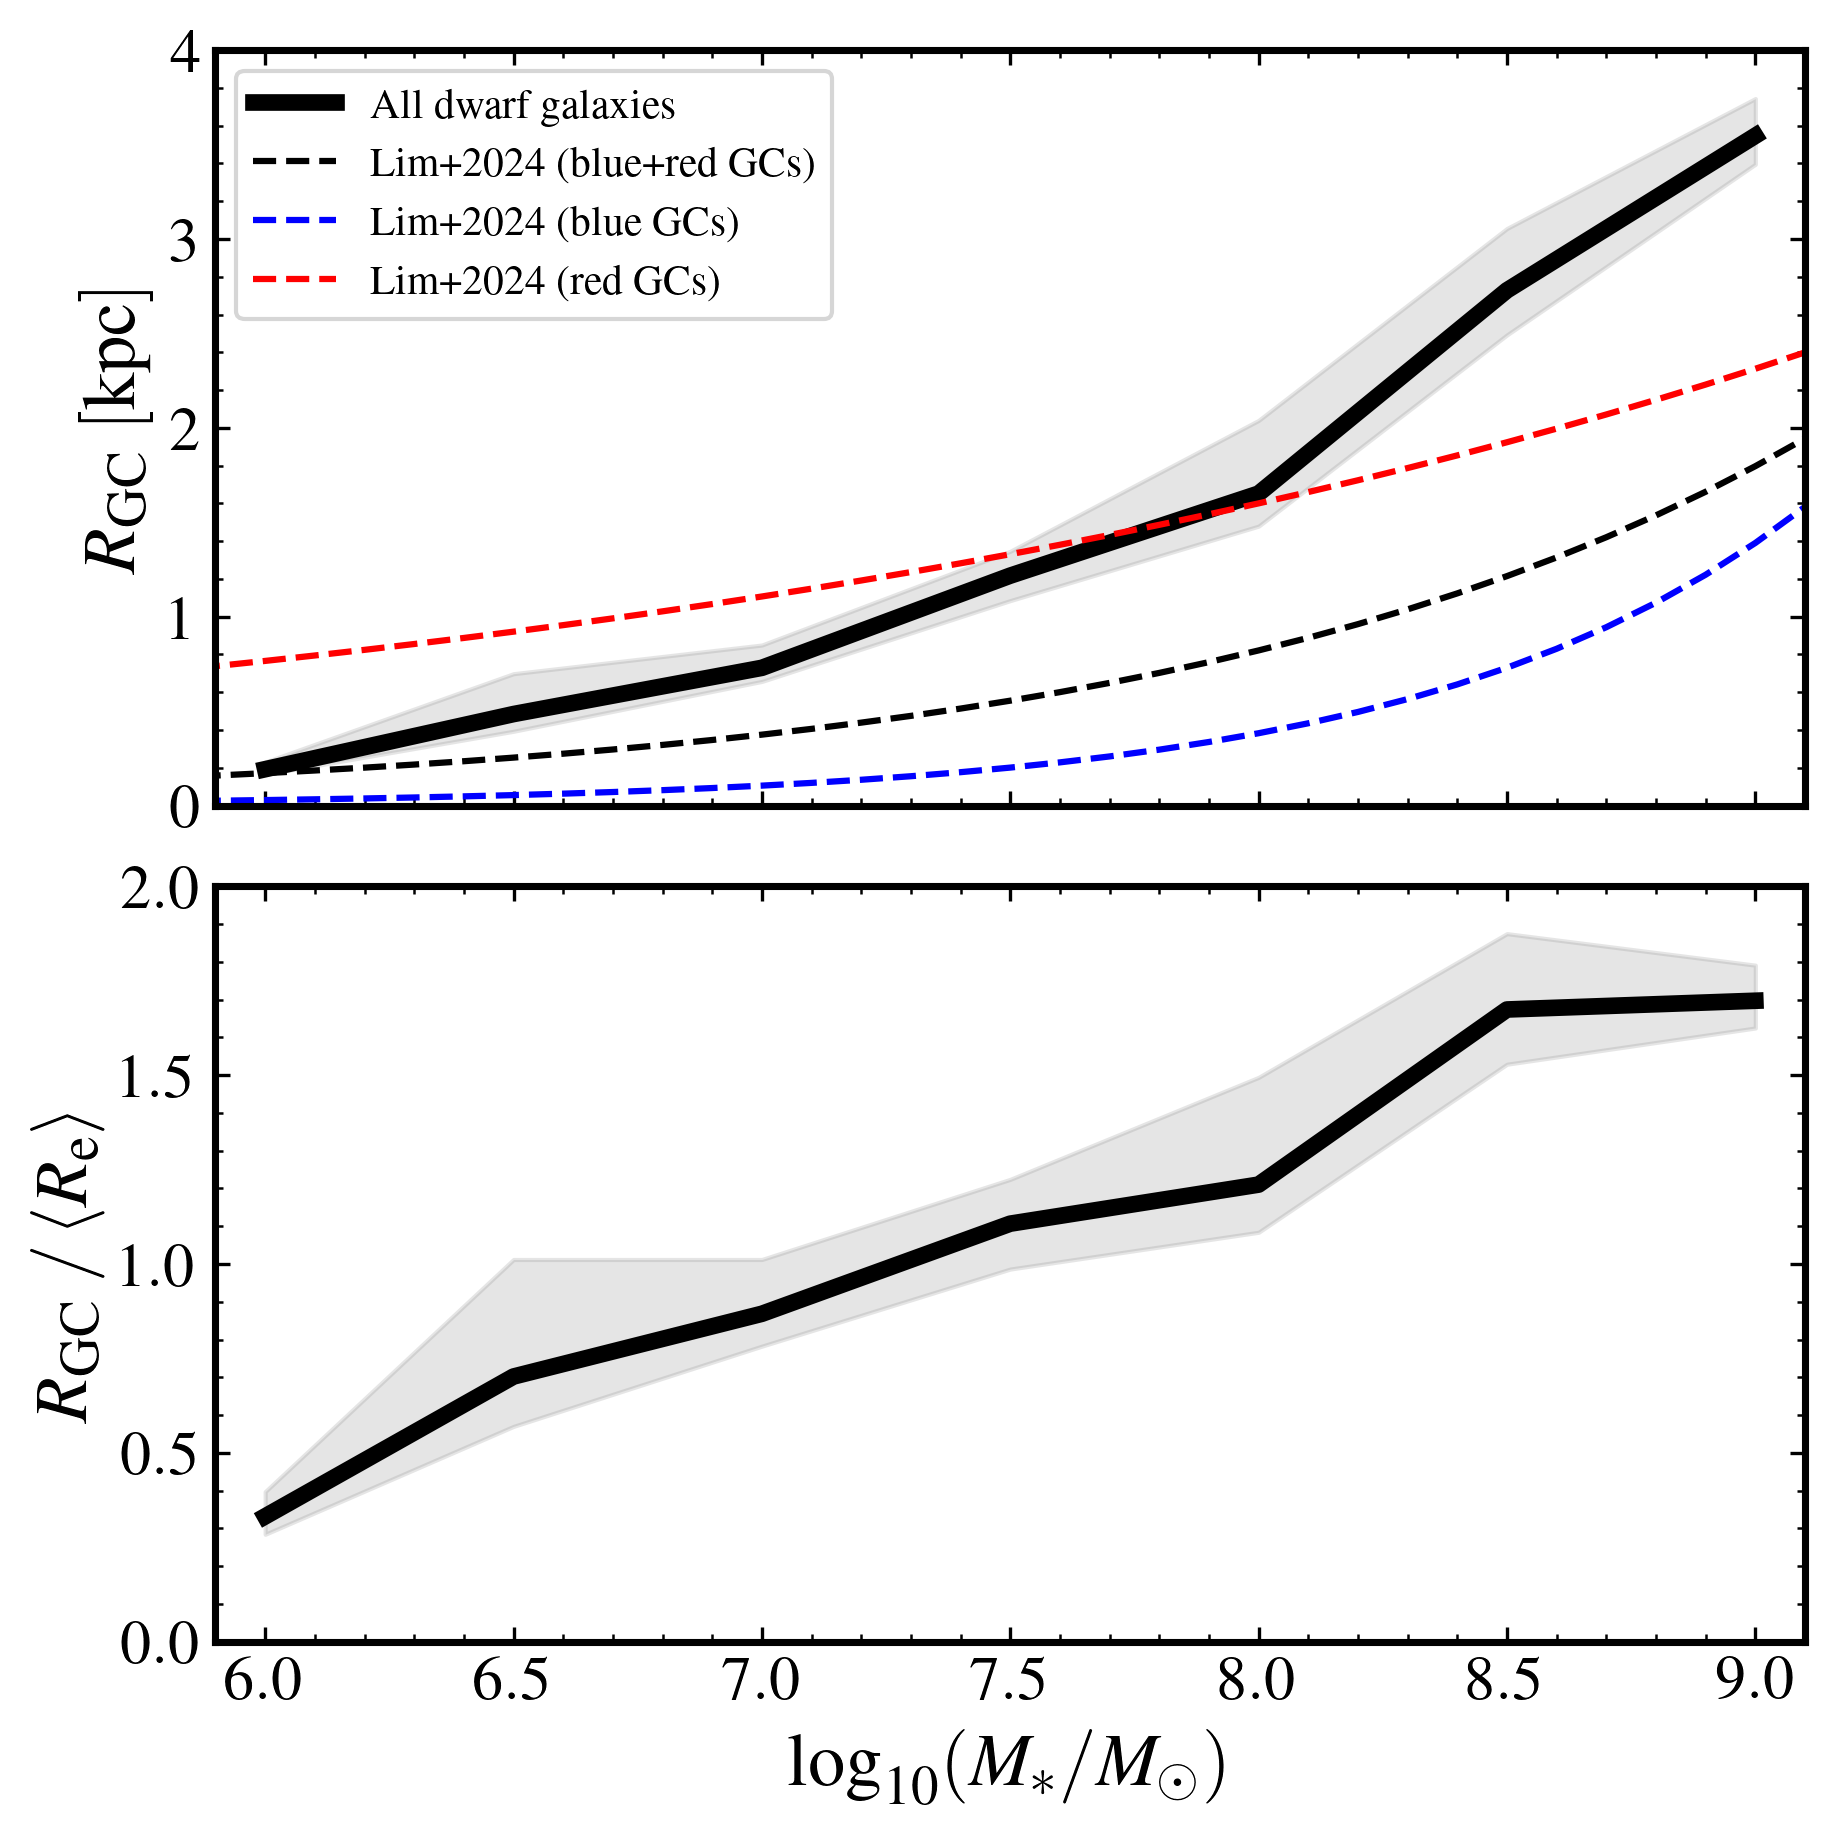 4
3
2
1
0
R_GC [kpc]
All dwarf galaxies
Lim+2024 (blue+red GCs)
Lim+2024 (blue GCs)
Lim+2024 (red GCs)
2.0
1.5
1.0
0.5
0.0
R_GC / ⟨R_e⟩
6.0 6.5 7.0 7.5 8.0 8.5 9.0
log₁₀(M_*/M_⊙)